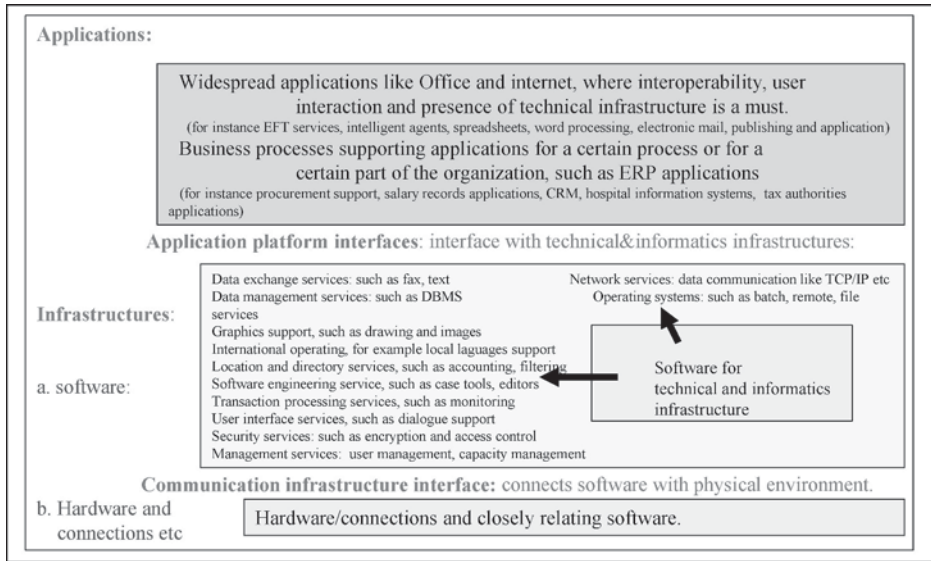 Applications:
Widespread applications like Office and internet, where interoperability, user
interaction and presence of technical infrastructure is a must.
(for instance EFT services, intelligent agents, spreadsheets, word processing, electronic mail, publishing and application)
Business processes supporting applications for a certain process or for a
certain part of the organization, such as ERP applications
(for instance procurement support, salary records applications, CRM, hospital information systems, tax authorities
applications)
Application platform interfaces: interface with technical&informatics infrastructures:
Infrastructures:
a. software:
Data exchange services: such as fax, text
Data management services: such as DBMS
services
Graphics support, such as drawing and images
International operating, for example local laguages support
Location and directory services, such as accounting, filtering
Software engineering service, such as case tools, editors
Transaction processing services, such as monitoring
User interface services, such as dialogue support
Security services: such as encryption and access control
Management services: user management, capacity management
Network services: data communication like TCP/IP etc
Operating systems: such as batch, remote, file
Software for
technical and informatics
infrastructure
Communication infrastructure interface: connects software with physical environment.
b. Hardware and
connections etc
Hardware/connections and closely relating software.